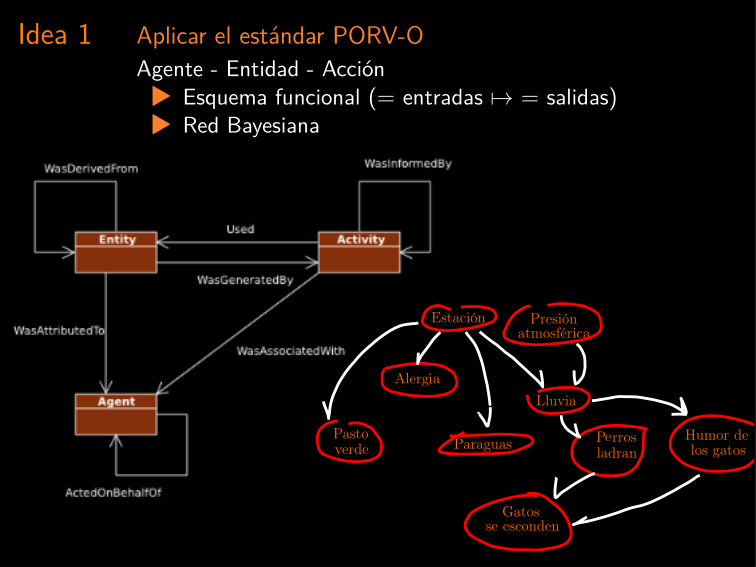 Idea 1 Aplicar el estándar PORV-O
Agente - Entidad - Acción
Esquema funcional (= entradas ↦ = salidas)
Red Bayesiana
WasDerivedFrom
WasInformedBy
Entity
Used
Activity
WasGeneratedBy
WasAttributedTo
WasAssociatedWith
Agent
ActedOnBehalfOf
Estación
Presión
atmosférica
Alergia
Lluvia
Pasto
verde
Paraguas
Perros
ladran
Humor de
los gatos
Gatos
se esconden